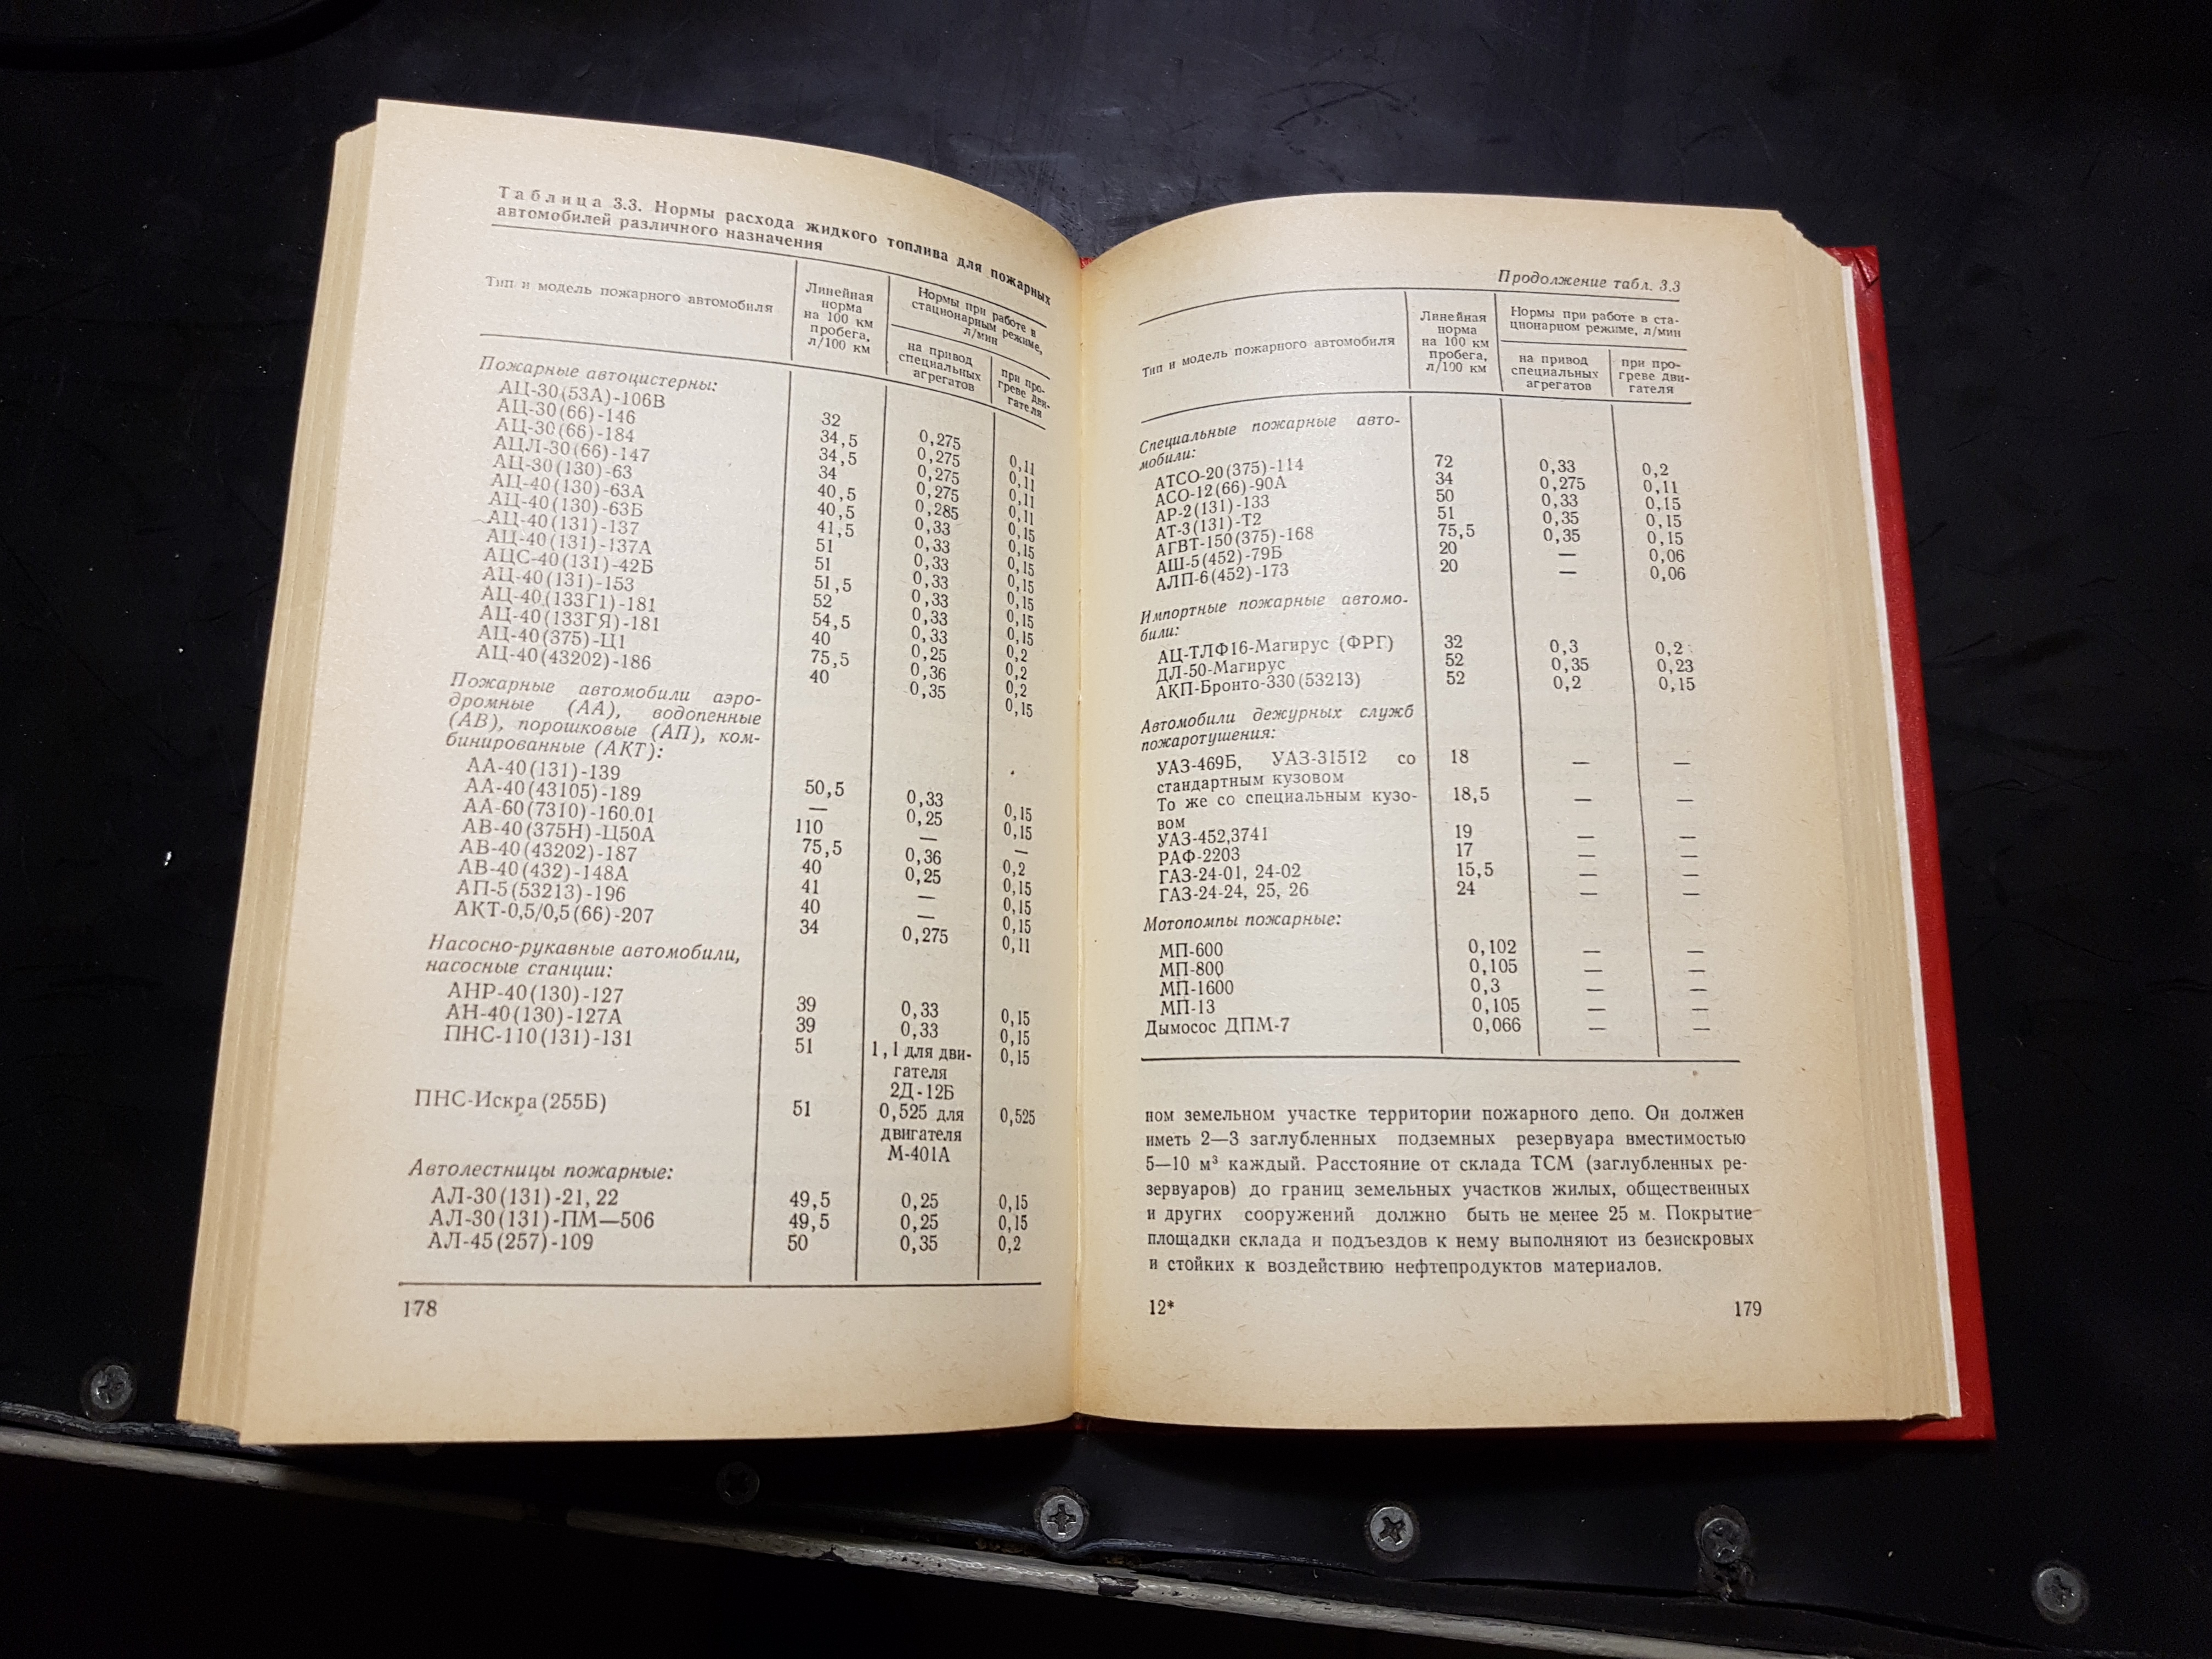 Таблица 3.3. Нормы расхода жидкого топлива для пожарных
автомобилей различного назначения
Тип и модель пожарного автомобиля
Линейная
норма
на 100 км
пробега,
л/100 км
Нормы при работе в
стационарным режиме,
л/мин
на привод
специальных
агрегатов
при про-
греве дви-
гателя
Пожарные автоцистерны:
АЦ-30(53А)-106В 32 0,275 0,11
АЦ-30(66)-146 34,5 0,275 0,11
АЦ-30(66)-184 34,5 0,275 0,11
АЦЛ-30(66)-147 34 0,275 0,11
АЦ-30(130)-63 40,5 0,285 0,15
АЦ-40(130)-63А 40,5 0,33 0,15
АЦ-40(130)-63Б 41,5 0,33 0,15
АЦ-40(131)-137 51 0,33 0,15
АЦ-40(131)-137А 51 0,33 0,15
АЦС-40(131)-42Б 51,5 0,33 0,15
АЦ-40(131)-153 52 0,33 0,15
АЦ-40(133Г1)-181 54,5 0,33 0,2
АЦ-40(133ГЯ)-181 40 0,25 0,2
АЦ-40(375)-Ц1 75,5 0,36 0,2
АЦ-40(43202)-186 40 0,35 0,15
Пожарные автомобили аэро-
дромные (АА), водопенные
(АВ), порошковые (АП), ком-
бинированные (АКТ):
АА-40(131)-139 50,5 0,33 0,15
АА-40(43105)-189 — 0,25 0,15
АА-60(7310)-160.01 110 — —
АВ-40(375Н)-Ц50А 75,5 0,36 0,2
АВ-40(43202)-187 40 0,25 0,15
АВ-40(432)-148А 41 — 0,15
АП-5(53213)-196 40 — 0,15
АКТ-0,5/0,5(66)-207 34 0,275 0,11
Насосно-рукавные автомобили,
насосные станции:
АНР-40(130)-127 39 0,33 0,15
АН-40(130)-127А 39 0,33 0,15
ПНС-110(131)-131 51 1,1 для дви- 0,15
гателя
2Д-12Б
ПНС-Искра(255Б) 51 0,525 для 0,525
двигателя
М-401А
Автолестницы пожарные:
АЛ-30(131)-21, 22 49,5 0,25 0,15
АЛ-30(131)-ПМ—506 49,5 0,25 0,15
АЛ-45(257)-109 50 0,35 0,2
178
Продолжение табл. 3.3
Тип и модель пожарного автомобиля
Линейная
норма
на 100 км
пробега,
л/100 км
Нормы при работе в ста-
ционарном режиме, л/мин
на привод
специальных
агрегатов
при про-
греве дви-
гателя
Специальные пожарные авто-
мобили:
АТСО-20(375)-114 72 0,33 0,2
АСО-12(66)-90А 34 0,275 0,11
АР-2(131)-133 50 0,33 0,15
АТ-3(131)-Т2 51 0,35 0,15
АГВТ-150(375)-168 75,5 0,35 0,15
АШ-5(452)-79Б 20 — 0,06
АЛП-6(452)-173 20 — 0,06
Импортные пожарные автомо-
били:
АЦ-ТЛФ16-Магирус (ФРГ) 32 0,3 0,2
ДЛ-50-Магирус 52 0,35 0,23
АКП-Бронто-330(53213) 52 0,2 0,15
Автомобили дежурных служб
пожаротушения:
УАЗ-469Б, УАЗ-31512 со 18 — —
стандартным кузовом
То же со специальным кузо- 18,5 — —
вом
УАЗ-452,3741 19 — —
РАФ-2203 17 — —
ГАЗ-24-01, 24-02 15,5 — —
ГАЗ-24-24, 25, 26 24 — —
Мотопомпы пожарные:
МП-600 0,102 — —
МП-800 0,105 — —
МП-1600 0,3 — —
МП-13 0,105 — —
Дымосос ДПМ-7 0,066 — —
ном земельном участке территории пожарного депо. Он должен
иметь 2—3 заглубленных подземных резервуара вместимостью
5—10 м³ каждый. Расстояние от склада ТСМ (заглубленных ре-
зервуаров) до границ земельных участков жилых, общественных
и других сооружений должно быть не менее 25 м. Покрытие
площадки склада и подъездов к нему выполняют из безискровых
и стойких к воздействию нефтепродуктов материалов.
12*
179